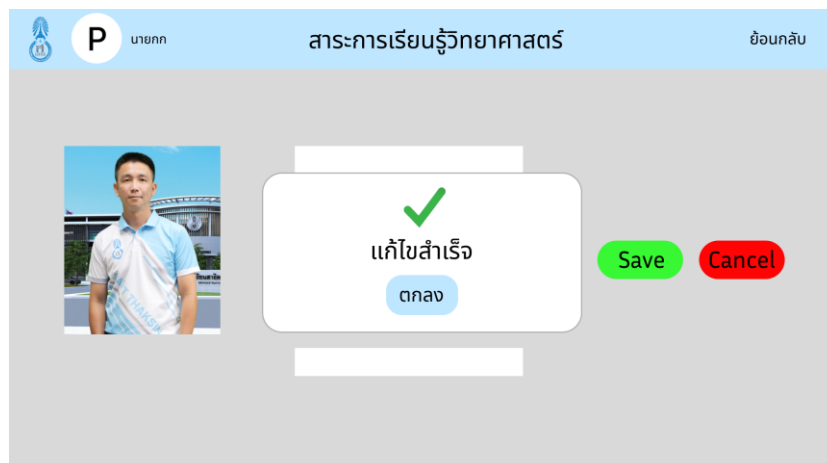 P
นายกก
สาระการเรียนรู้วิทยาศาสตร์
ย้อนกลับ
แก้ไขสำเร็จ
ตกลง
Save
Cancel